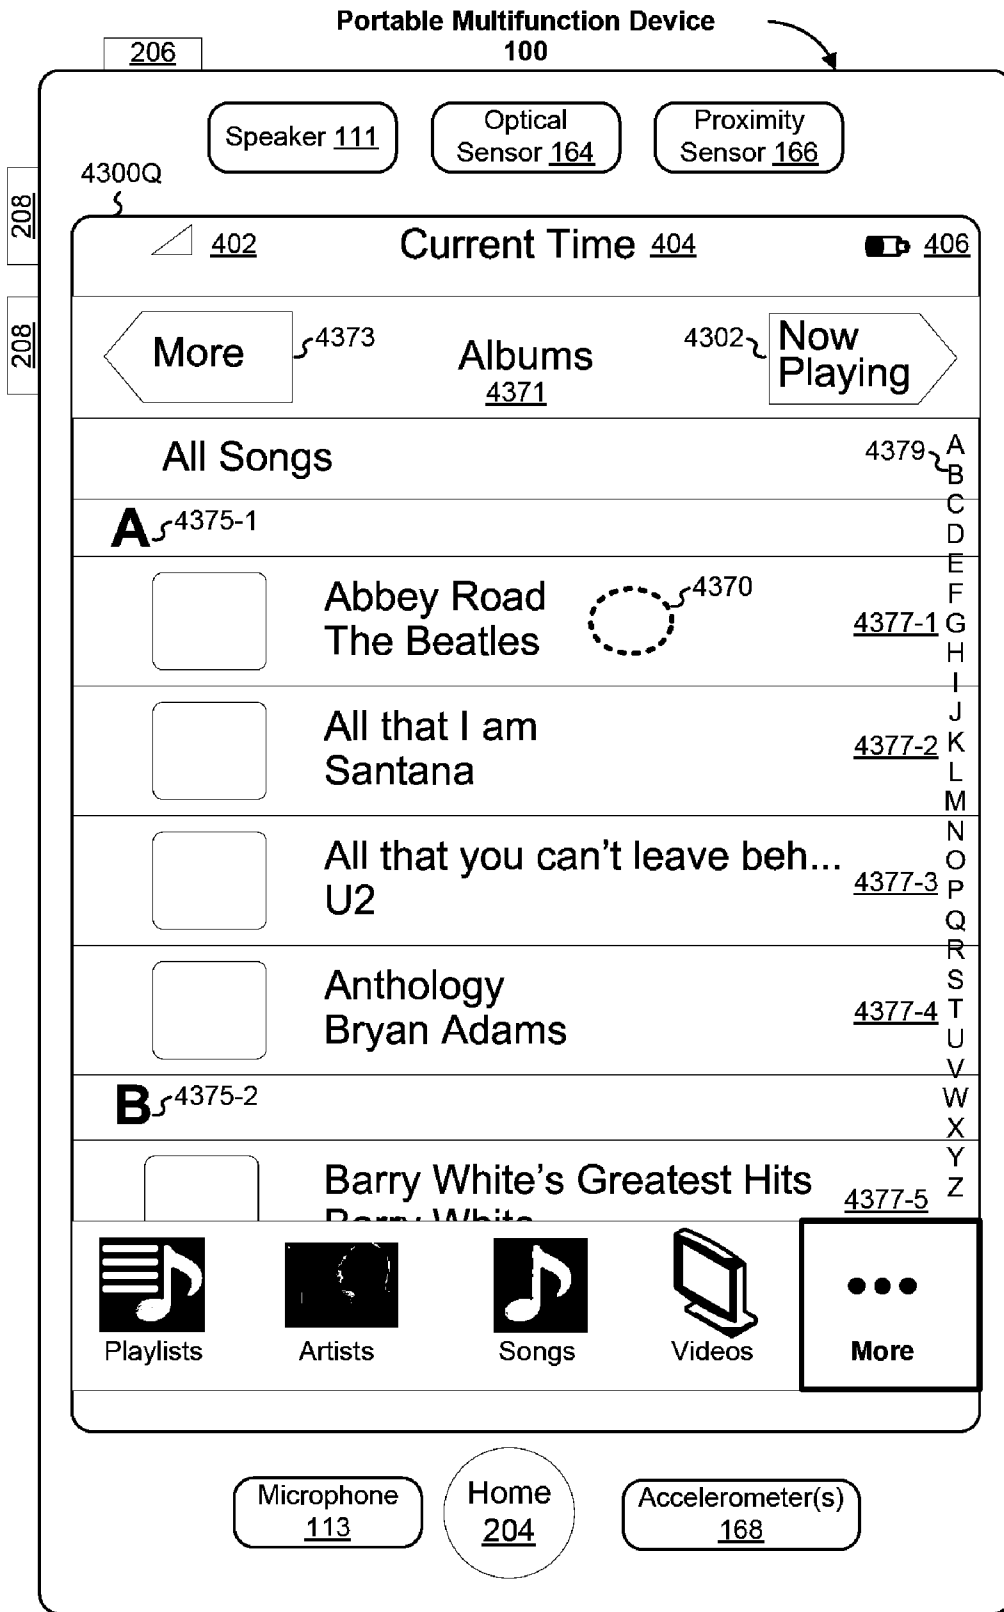 Portable Multifunction Device
100
206
Speaker 111
Optical
Sensor 164
Proximity
Sensor 166
4300Q
208
208
402
Current Time 404
406
More
4373
Albums
4371
4302
Now
Playing
All Songs
4379
A
B
C
D
E
F
G
H
I
J
K
L
M
N
O
P
Q
R
S
T
U
V
W
X
Y
Z
A
4375-1
Abbey Road
The Beatles
4370
4377-1
All that I am
Santana
4377-2
All that you can't leave beh...
U2
4377-3
Anthology
Bryan Adams
4377-4
B
4375-2
Barry White's Greatest Hits
Barry White
4377-5
Playlists
Artists
Songs
Videos
More
Microphone
113
Home
204
Accelerometer(s)
168